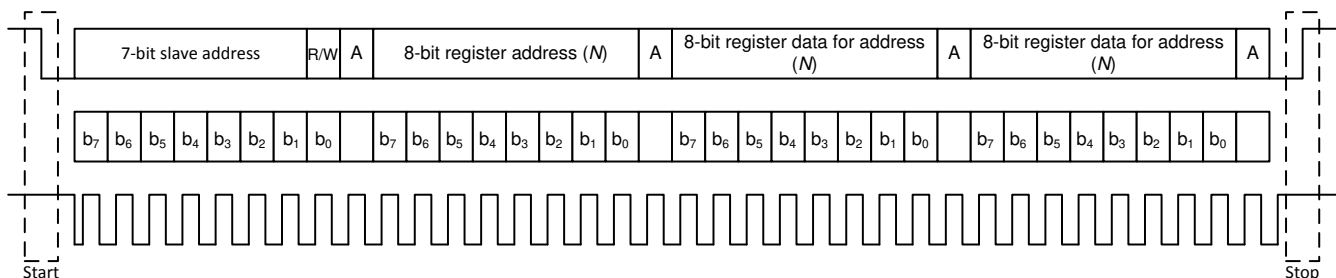 7-bit slave address R/W A 8-bit register address (N) A 8-bit register data for address (N) A 8-bit register data for address (N) A
b7 b6 b5 b4 b3 b2 b1 b0 b7 b6 b5 b4 b3 b2 b1 b0 b7 b6 b5 b4 b3 b2 b1 b0 b7 b6 b5 b4 b3 b2 b1 b0
Start Stop